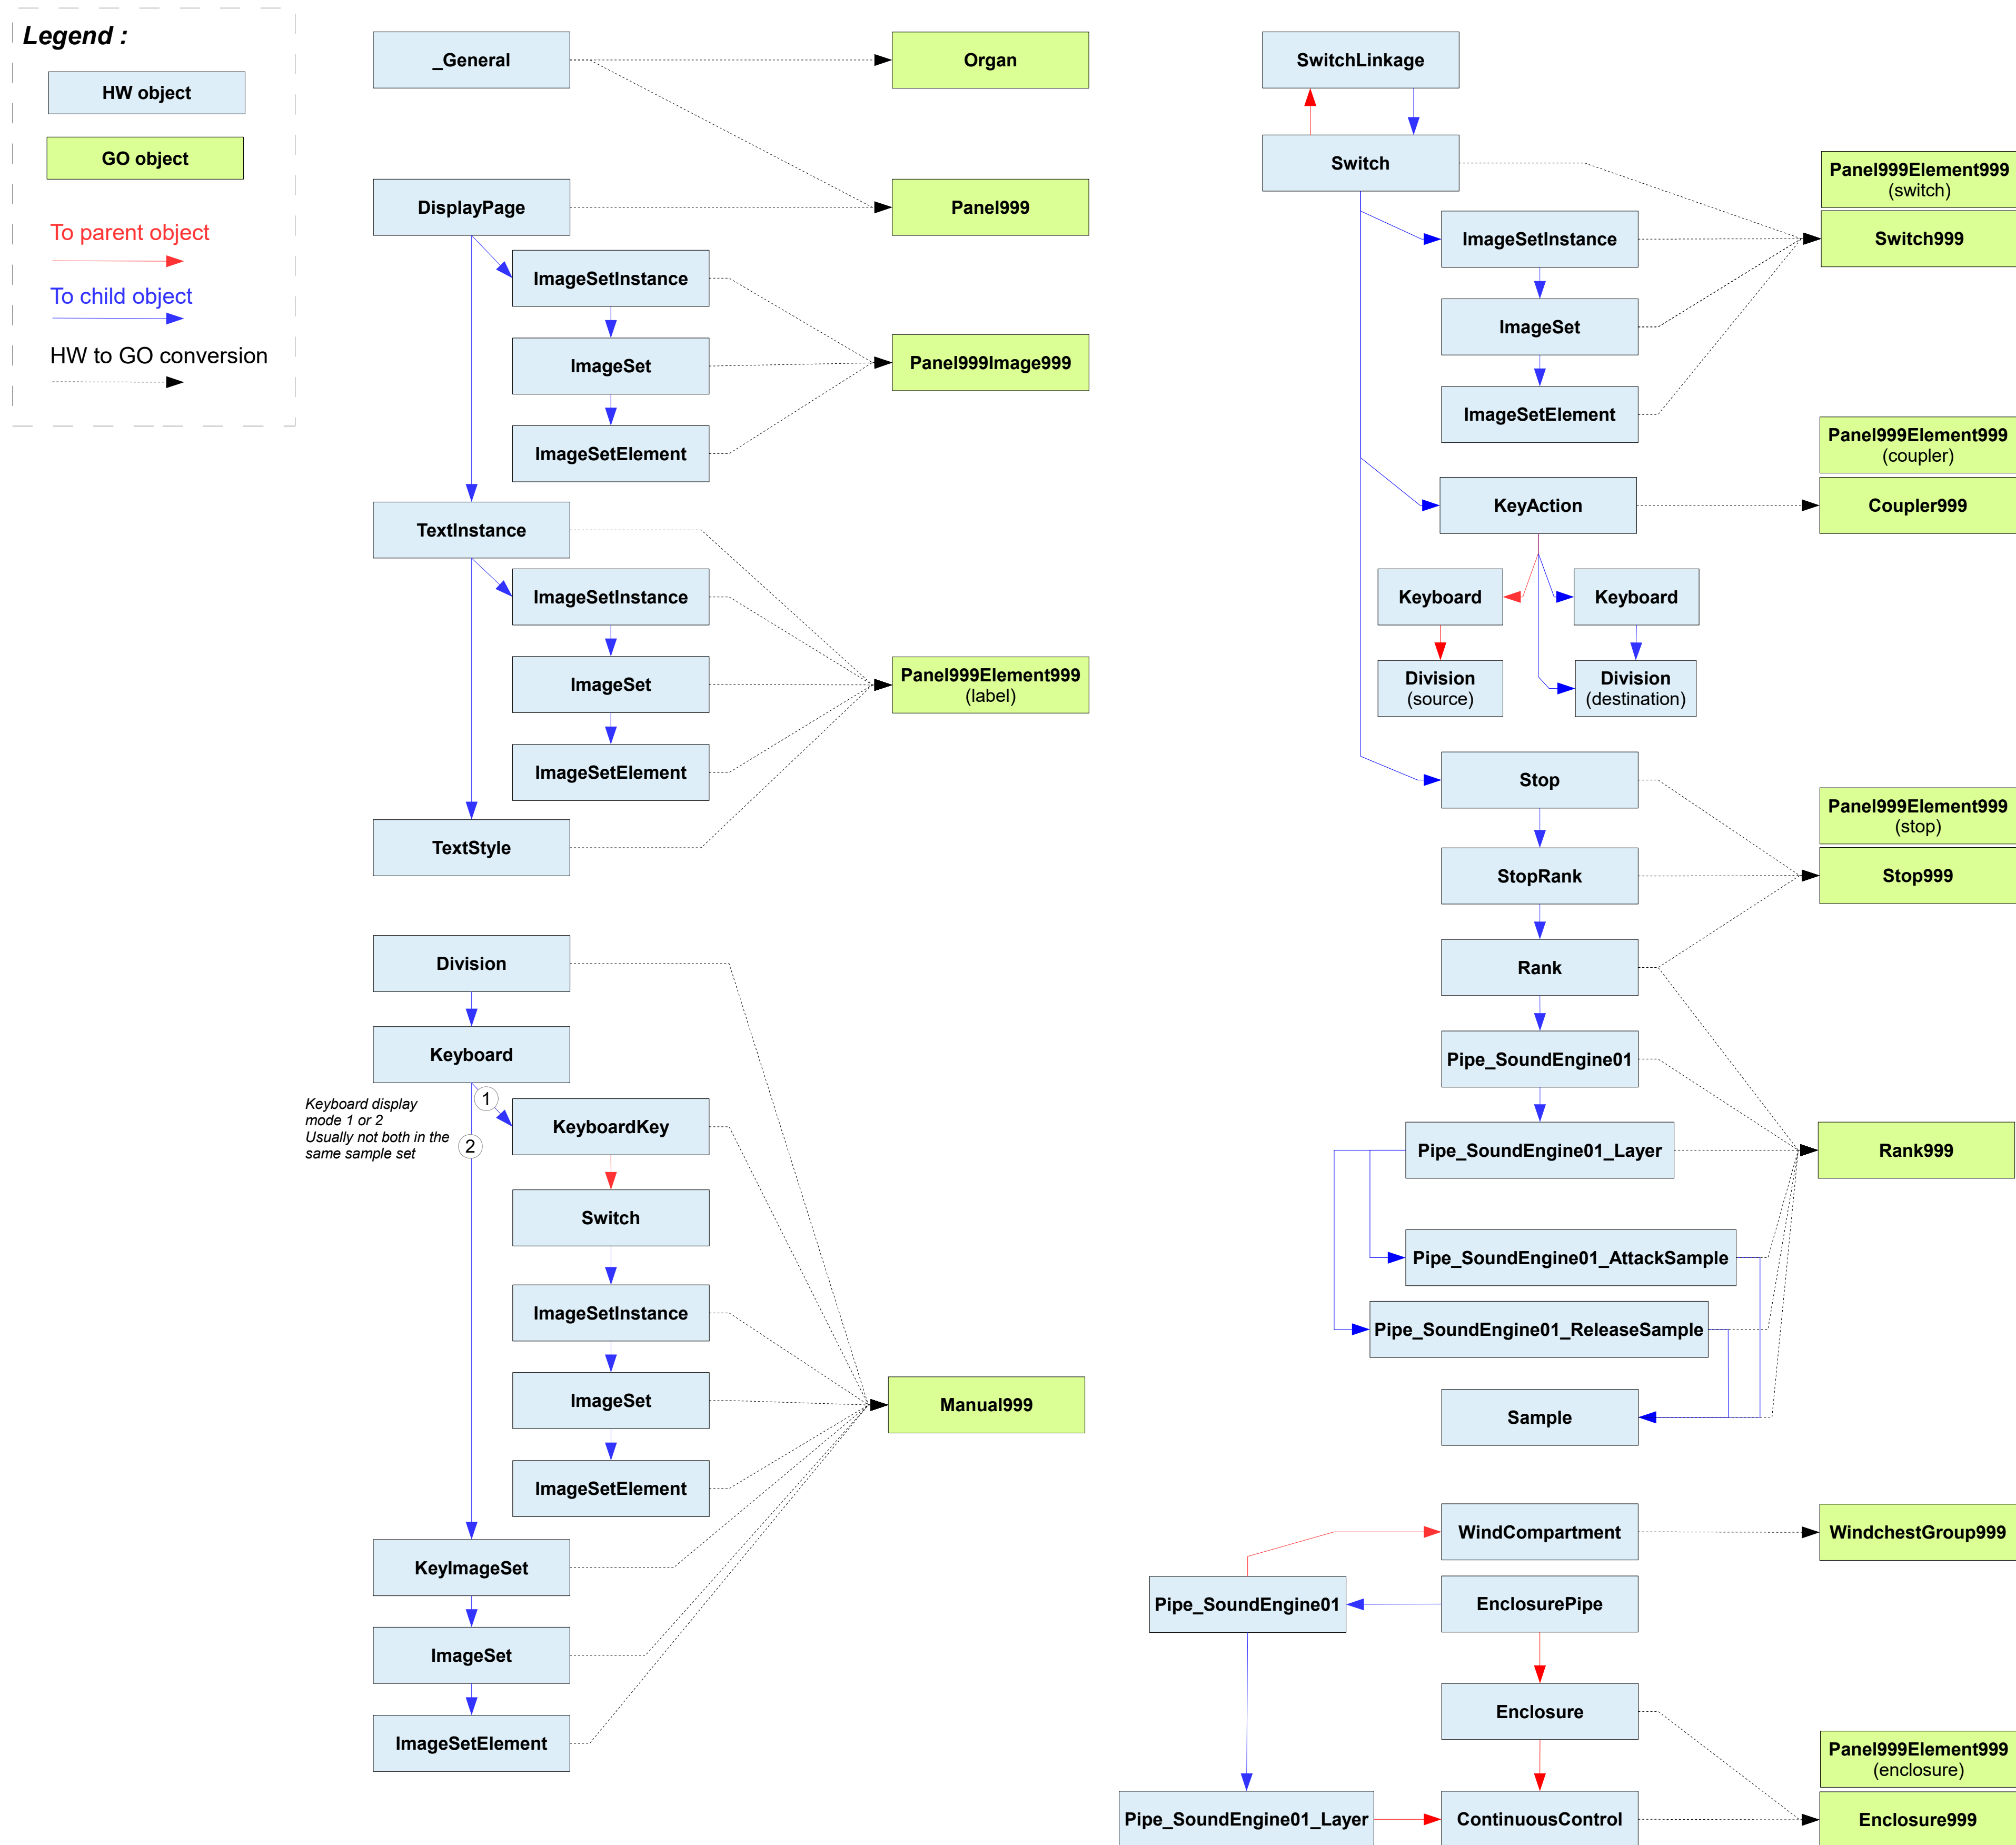 Legend :
HW object
GO object
To parent object
To child object
HW to GO conversion
_General
Organ
DisplayPage
Panel999
ImageSetInstance
ImageSet
Panel999Image999
ImageSetElement
TextInstance
ImageSetInstance
ImageSet
Panel999Element999
(label)
ImageSetElement
TextStyle
Division
Keyboard
Keyboard display
mode 1 or 2
Usually not both in the
same sample set
1
2
KeyboardKey
Switch
ImageSetInstance
ImageSet
Manual999
ImageSetElement
KeyImageSet
ImageSet
ImageSetElement
SwitchLinkage
Switch
Panel999Element999
(switch)
Switch999
ImageSetInstance
ImageSet
ImageSetElement
Panel999Element999
(coupler)
KeyAction
Coupler999
Keyboard
Keyboard
Division
(source)
Division
(destination)
Stop
Panel999Element999
(stop)
StopRank
Stop999
Rank
Pipe_SoundEngine01
Pipe_SoundEngine01_Layer
Rank999
Pipe_SoundEngine01_AttackSample
Pipe_SoundEngine01_ReleaseSample
Sample
WindCompartment
WindchestGroup999
Pipe_SoundEngine01
EnclosurePipe
Enclosure
Panel999Element999
(enclosure)
Pipe_SoundEngine01_Layer
ContinuousControl
Enclosure999